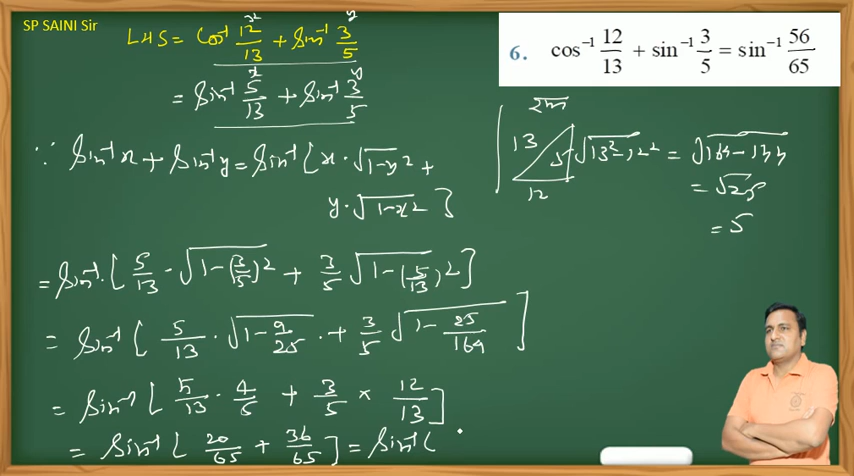 SP SAINI Sir
LHS = cos⁻¹ 12/13 + sin⁻¹ 3/5
x y
6. cos⁻¹ 12/13 + sin⁻¹ 3/5 = sin⁻¹ 56/65
= sin⁻¹ 5/13 + sin⁻¹ 3/5
x y
13 5 √13²-12² = √169-144
12
= √25
= 5
∵ sin⁻¹x + sin⁻¹y = sin⁻¹[x·√1-y² +
y·√1-x²]
= sin⁻¹[5/13 · √1-(3/5)² + 3/5 √1-(5/13)²]
= sin⁻¹[5/13 · √1-9/25 + 3/5 √1-25/169]
= sin⁻¹[5/13 · 4/5 + 3/5 × 12/13]
= sin⁻¹[20/65 + 36/65] = sin⁻¹(